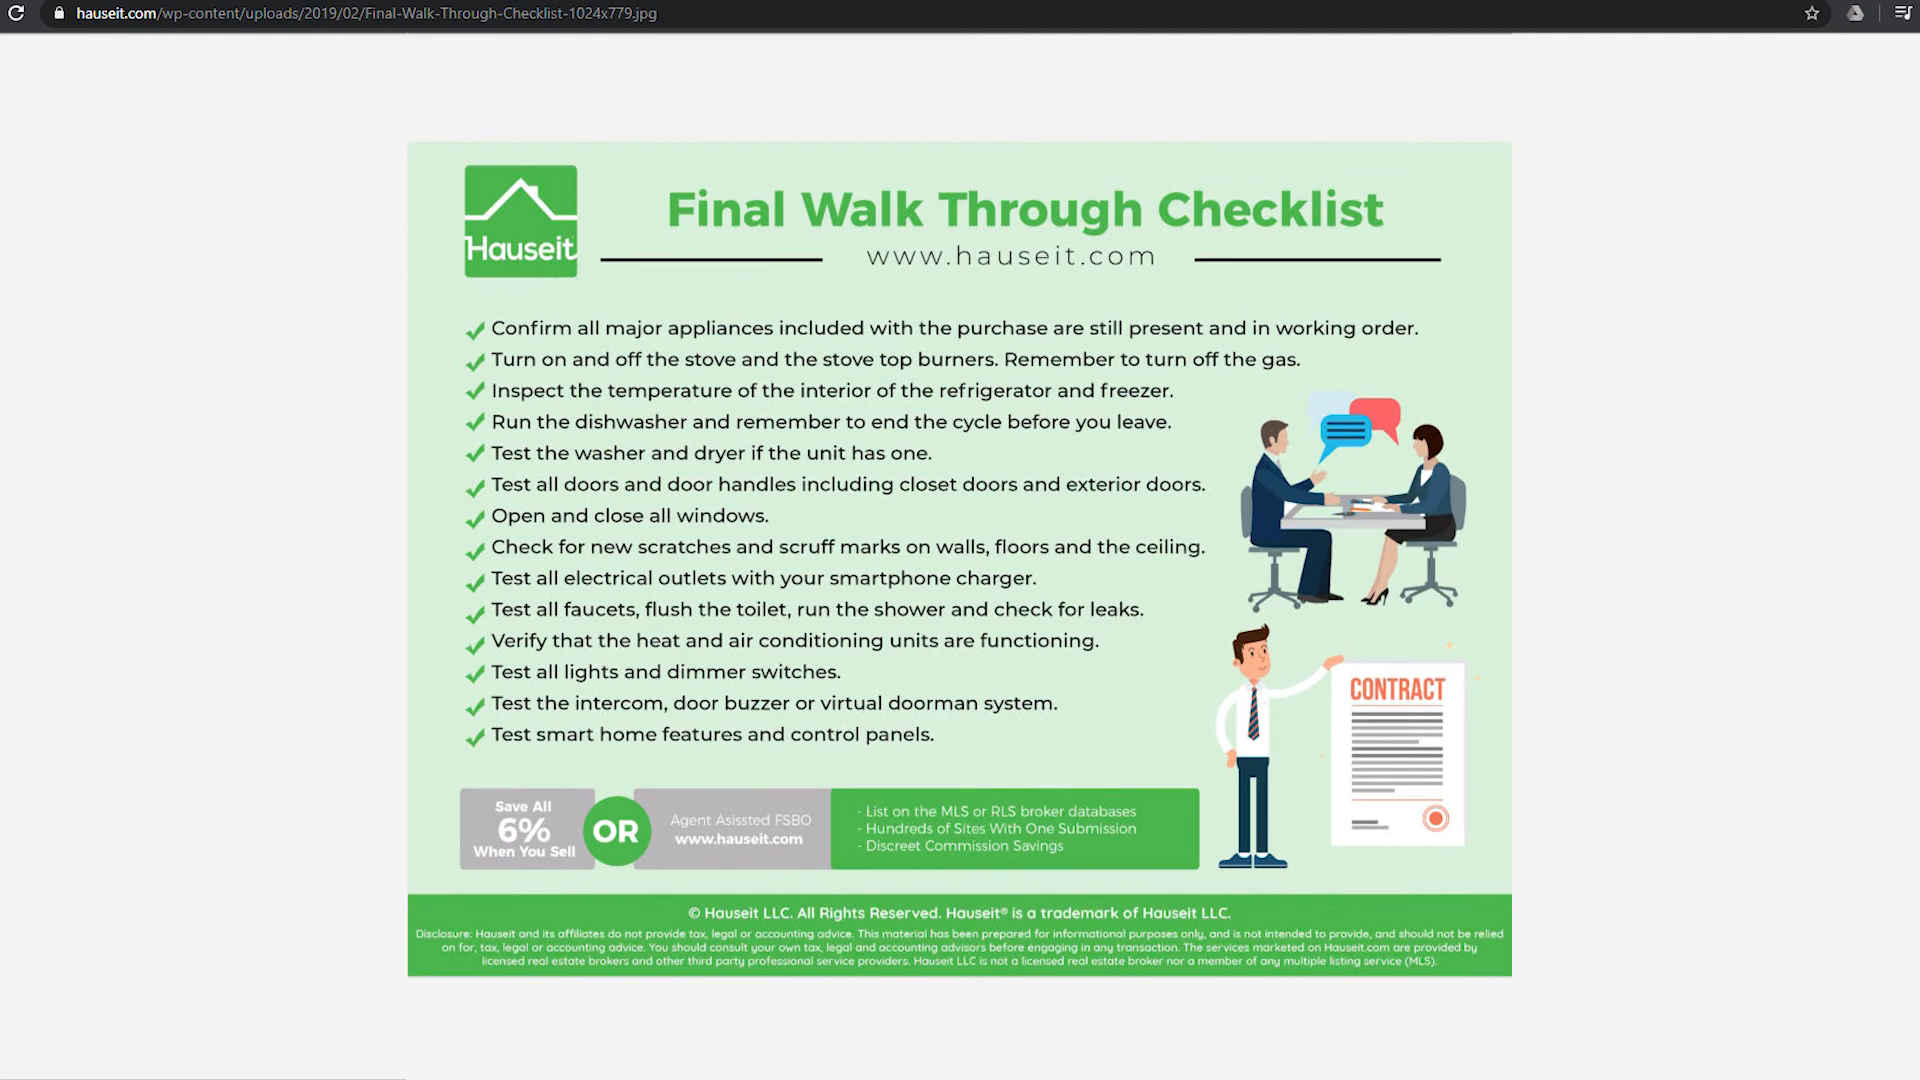 hauseit.com/wp-content/uploads/2019/02/Final-Walk-Through-Checklist-1024x779.jpg
Hauseit
Final Walk Through Checklist
www.hauseit.com
Confirm all major appliances included with the purchase are still present and in working order.
Turn on and off the stove and the stove top burners. Remember to turn off the gas.
Inspect the temperature of the interior of the refrigerator and freezer.
Run the dishwasher and remember to end the cycle before you leave.
Test the washer and dryer if the unit has one.
Test all doors and door handles including closet doors and exterior doors.
Open and close all windows.
Check for new scratches and scruff marks on walls, floors and the ceiling.
Test all electrical outlets with your smartphone charger.
Test all faucets, flush the toilet, run the shower and check for leaks.
Verify that the heat and air conditioning units are functioning.
Test all lights and dimmer switches.
Test the intercom, door buzzer or virtual doorman system.
Test smart home features and control panels.
CONTRACT
Save All
6%
When You Sell
OR
Agent Asissted FSBO
www.hauseit.com
- List on the MLS or RLS broker databases
- Hundreds of Sites With One Submission
- Discreet Commission Savings
© Hauseit LLC. All Rights Reserved. Hauseit® is a trademark of Hauseit LLC.
Disclosure: Hauseit and its affiliates do not provide tax, legal or accounting advice. This material has been prepared for informational purposes only, and is not intended to provide, and should not be relied
on for, tax, legal or accounting advice. You should consult your own tax, legal and accounting advisors before engaging in any transaction. The services marketed on Hauseit.com are provided by
licensed real estate brokers and other third party professional service providers. Hauseit LLC is not a licensed real estate broker nor a member of any multiple listing service (MLS).